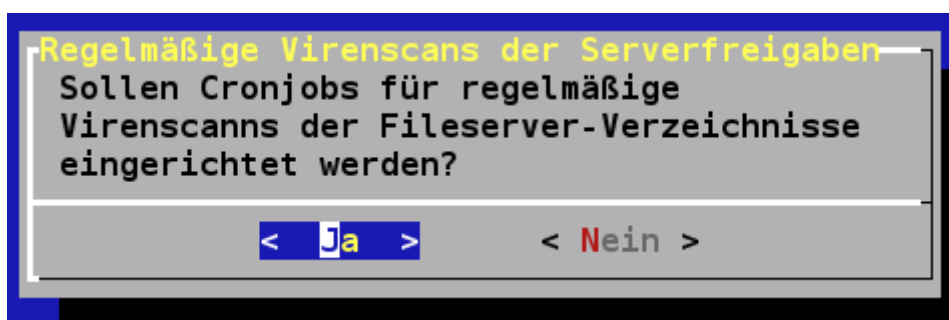 Regelmäßige Virenscans der Serverfreigaben
Sollen Cronjobs für regelmäßige
Virenscanns der Fileserver-Verzeichnisse
eingerichtet werden?
< Ja > < Nein >